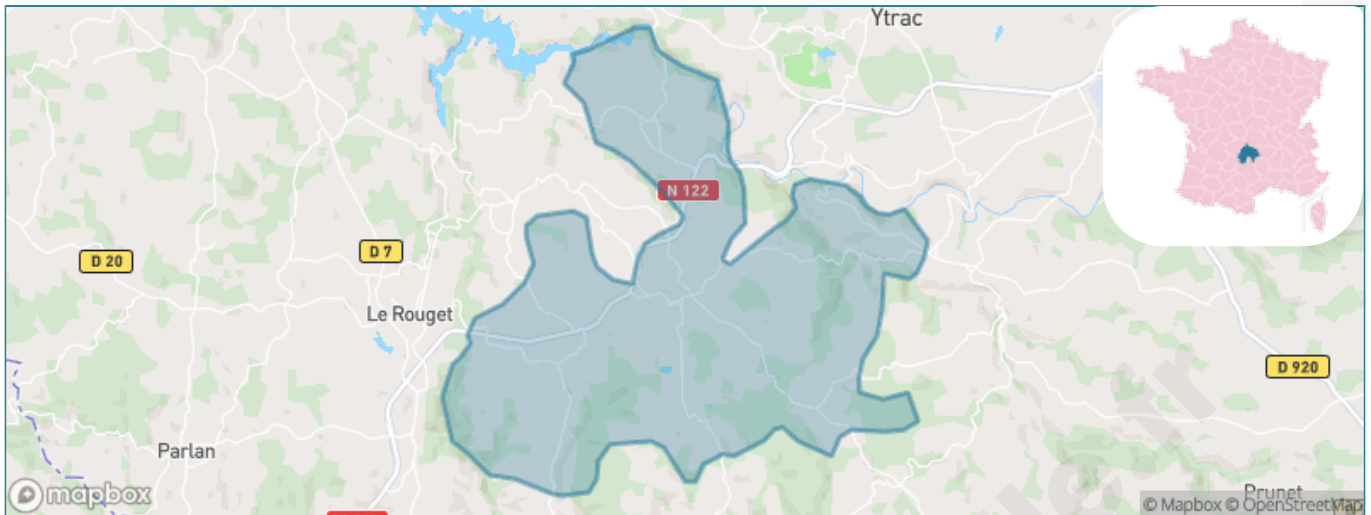 Ytrac
N 122
D 7
D 20
Le Rouget
D 920
Parlan
mapbox
Prunet
© Mapbox © OpenStreetMap